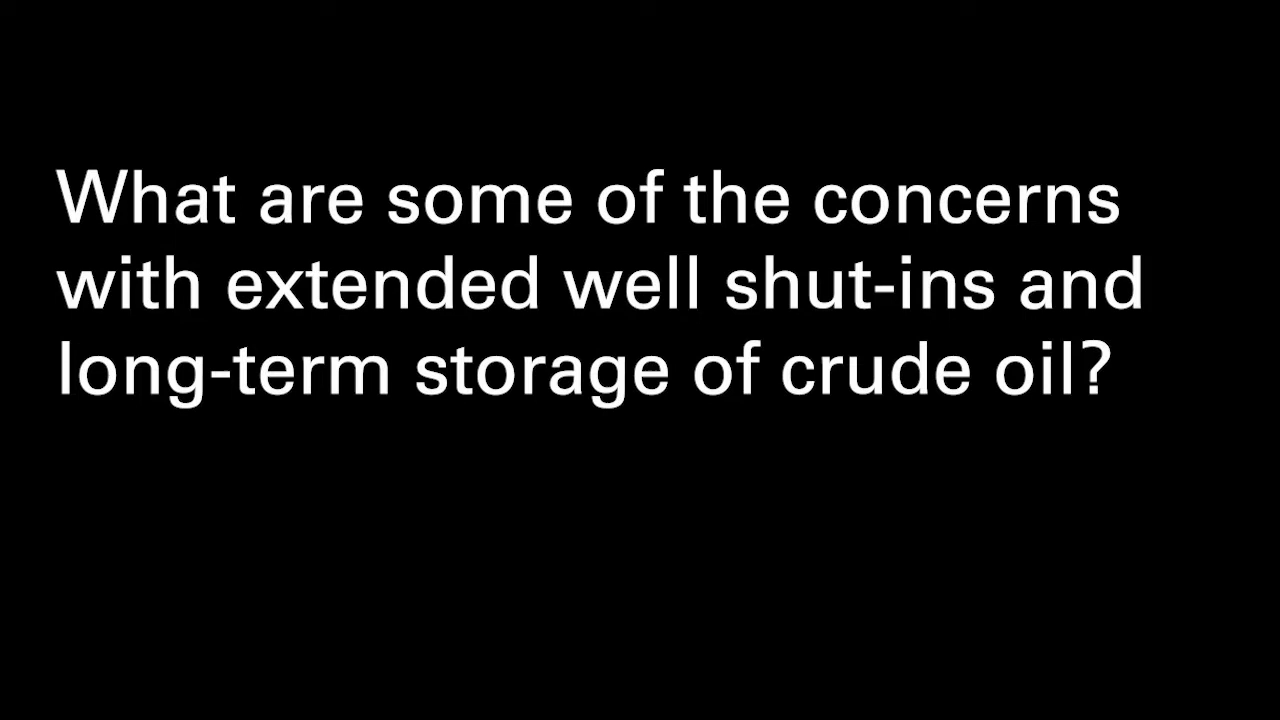 What are some of the concerns
with extended well shut-ins and
long-term storage of crude oil?